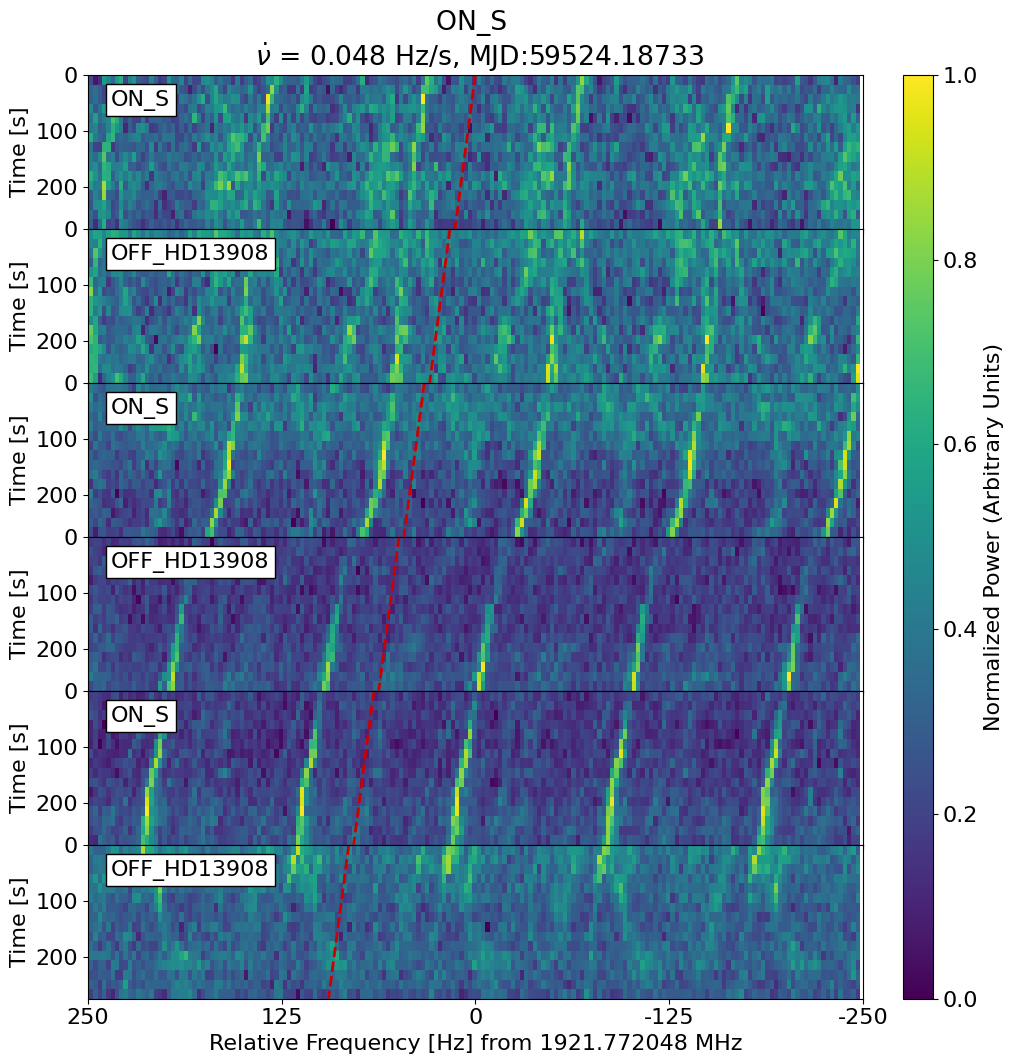 ON_S
ν̇ = 0.048 Hz/s, MJD:59524.18733
0
100
200
Time [s]
ON_S
0
100
200
Time [s]
OFF_HD13908
0
100
200
Time [s]
ON_S
0
100
200
Time [s]
OFF_HD13908
0
100
200
Time [s]
ON_S
0
100
200
Time [s]
OFF_HD13908
250
125
0
-125
-250
Relative Frequency [Hz] from 1921.772048 MHz
1.0
0.8
0.6
0.4
0.2
0.0
Normalized Power (Arbitrary Units)